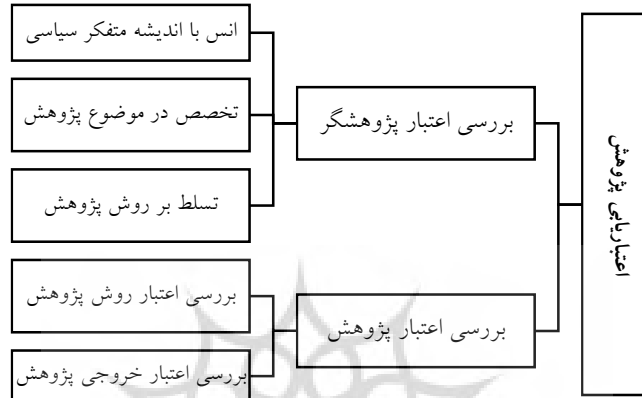 اعتباریابی پژوهش
بررسی اعتبار پژوهشگر
انس با اندیشه متفکر سیاسی
تخصص در موضوع پژوهش
تسلط بر روش پژوهش
بررسی اعتبار پژوهش
بررسی اعتبار روش پژوهش
بررسی اعتبار خروجی پژوهش